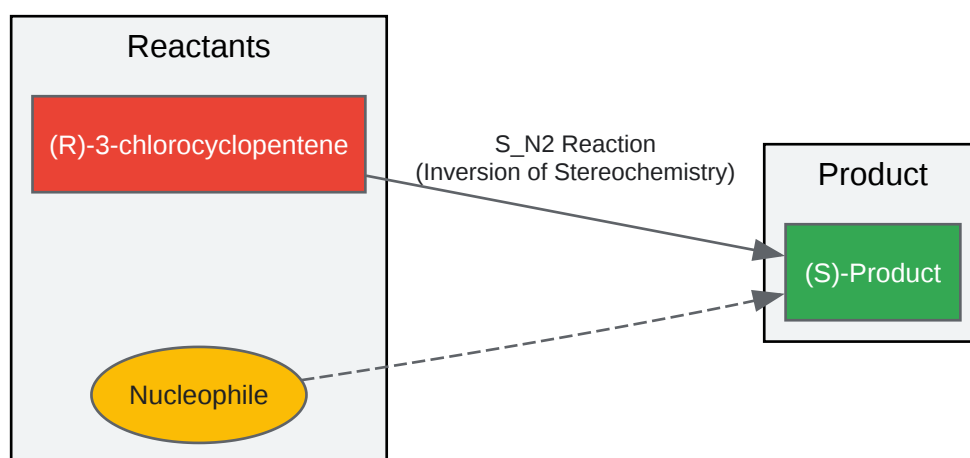 Reactants
(R)-3-chlorocyclopentene
S_N2 Reaction
(Inversion of Stereochemistry)
Product
(S)-Product
Nucleophile